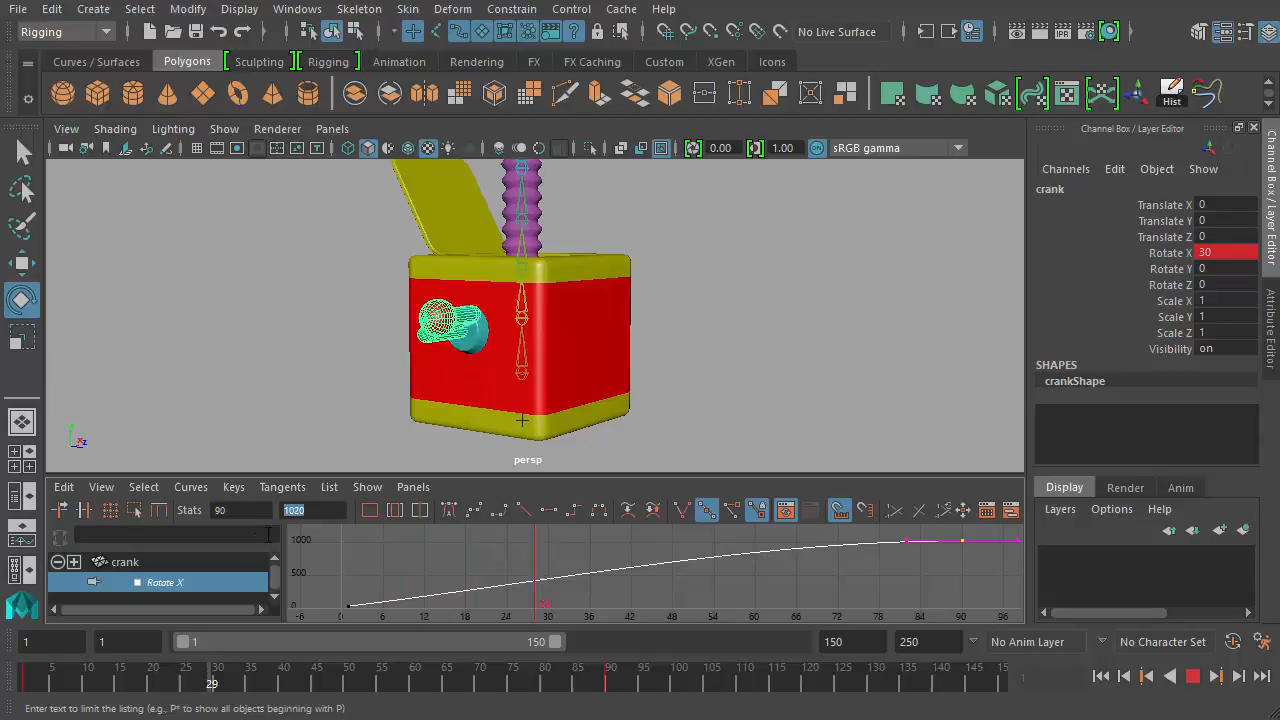 File Edit Create Select Modify Display Windows Skeleton Skin Deform Constrain Control Cache Help
Rigging No Live Surface
Curves / Surfaces Polygons Sculpting Rigging Animation Rendering FX FX Caching Custom XGen Icons
Hist
View Shading Lighting Show Renderer Panels
0.00 1.00 ON sRGB gamma
Channel Box / Layer Editor
Channels Edit Object Show
crank
Translate X 0
Translate Y 0
Translate Z 0
Rotate X 30
Rotate Y 0
Rotate Z 0
Scale X 1
Scale Y 1
Scale Z 1
Visibility on
SHAPES
crankShape
Channel Box / Layer Editor
Attribute Editor
persp
Edit View Select Curves Keys Tangents List Show Panels
Stats 90 1020
crank
Rotate X
1000
500
0
-6 0 6 12 18 24 30 36 42 48 54 60 66 72 78 84 90 96
Display Render Anim
Layers Options Help
1 1 1 150 150 250 No Anim Layer No Character Set
5 10 15 20 25 30 35 40 45 50 55 60 65 70 75 80 85 90 95 100 105 110 115 120 125 130 135 140 145 15
29
1
Enter text to limit the listing (e.g., P* to show all objects beginning with P)